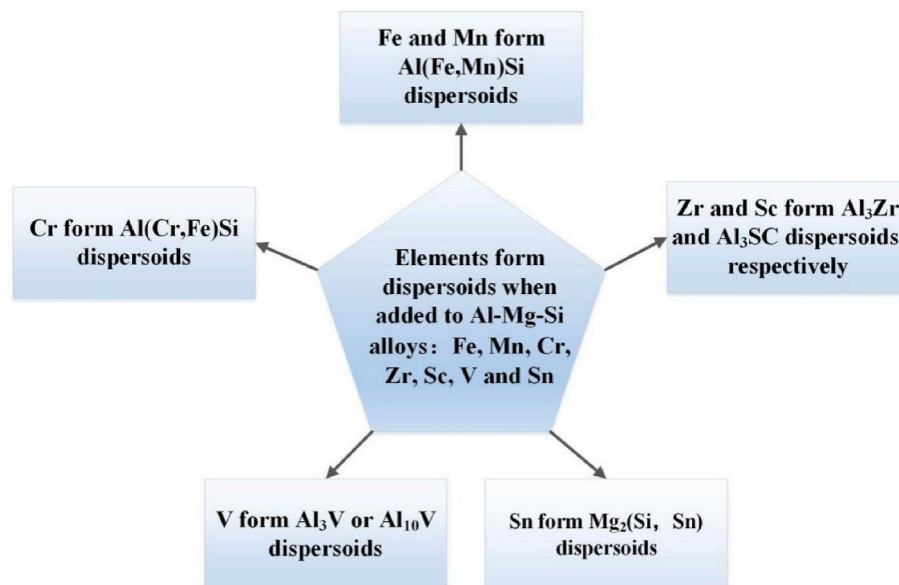 Fe and Mn form
Al(Fe,Mn)Si
dispersoids
Cr form Al(Cr,Fe)Si
dispersoids
Zr and Sc form Al₃Zr
and Al₃SC dispersoids
respectively
Elements form
dispersoids when
added to Al-Mg-Si
alloys：Fe, Mn, Cr,
Zr, Sc, V and Sn
V form Al₃V or Al₁₀V
dispersoids
Sn form Mg₂(Si，Sn)
dispersoids